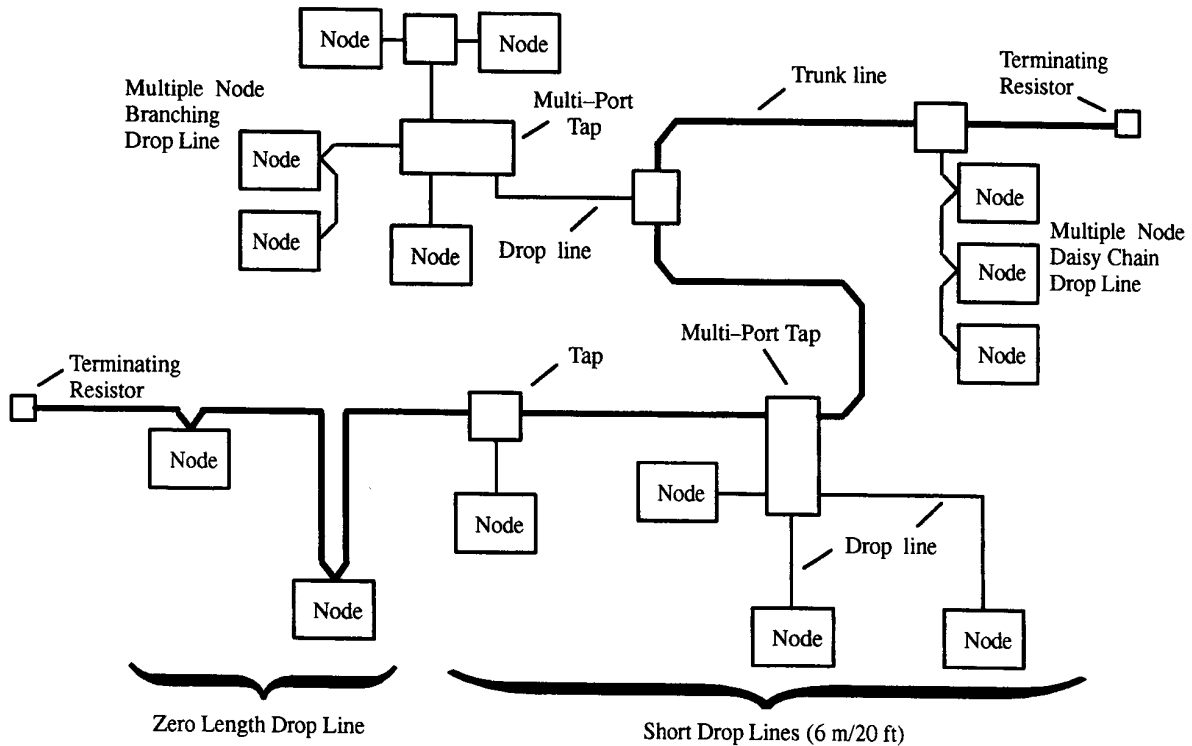 Node
Node
Multiple Node
Branching
Drop Line
Multi–Port
Tap
Trunk line
Terminating
Resistor
Node
Node
Node
Drop line
Node
Node
Node
Multiple Node
Daisy Chain
Drop Line
Terminating
Resistor
Tap
Multi–Port Tap
Node
Node
Node
Node
Drop line
Node
Node
Zero Length Drop Line
Short Drop Lines (6 m/20 ft)